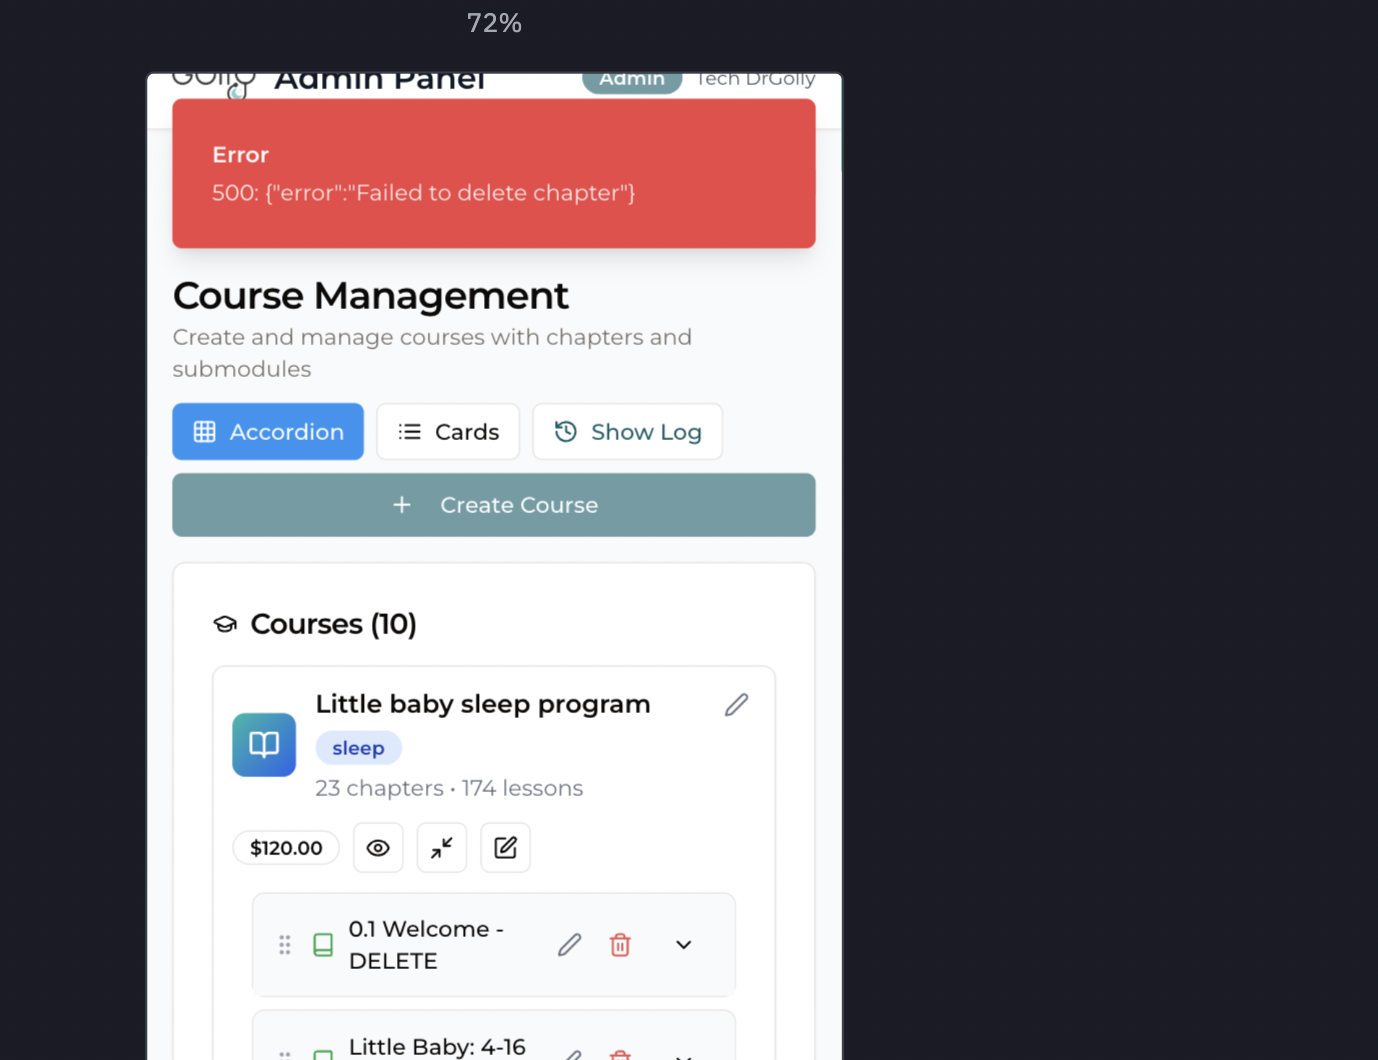 72%
Golly Admin Panel Admin Tech DrGolly
Error
500: {"error":"Failed to delete chapter"}
Course Management
Create and manage courses with chapters and
submodules
Accordion Cards Show Log
Create Course
Courses (10)
Little baby sleep program
sleep
23 chapters • 174 lessons
$120.00
0.1 Welcome -
DELETE
Little Baby: 4-16